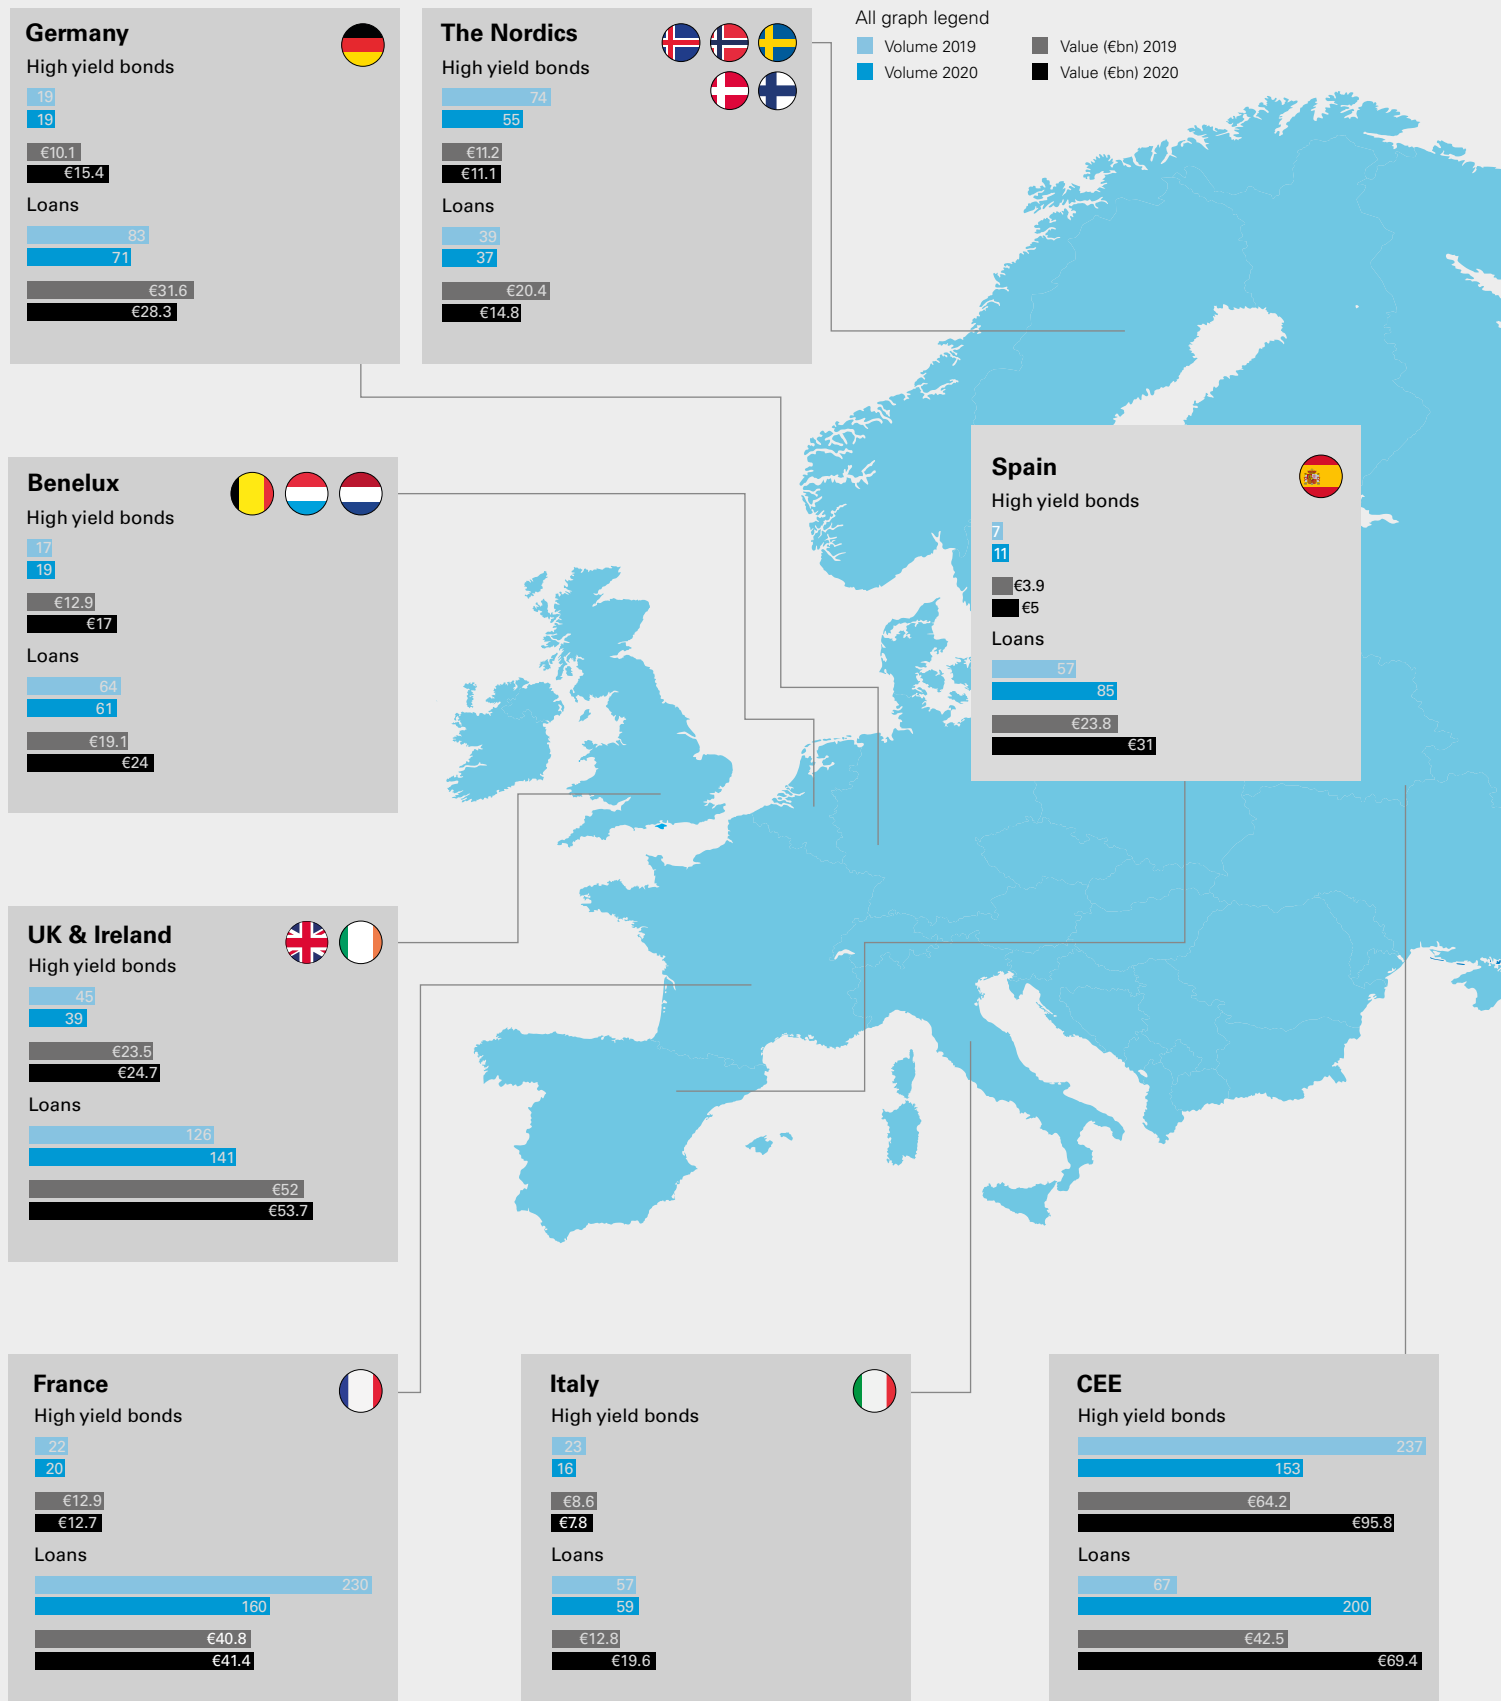 Germany
High yield bonds
19
19
€10.1
€15.4
Loans
83
71
€31.6
€28.3
The Nordics
High yield bonds
74
55
€11.2
€11.1
Loans
39
37
€20.4
€14.8
All graph legend
Volume 2019
Value (€bn) 2019
Volume 2020
Value (€bn) 2020
Benelux
High yield bonds
17
19
€12.9
€17
Loans
64
61
€19.1
€24
Spain
High yield bonds
7
11
€3.9
€5
Loans
57
85
€23.8
€31
UK & Ireland
High yield bonds
45
39
€23.5
€24.7
Loans
126
141
€52
€53.7
France
High yield bonds
22
20
€12.9
€12.7
Loans
230
160
€40.8
€41.4
Italy
High yield bonds
23
16
€8.6
€7.8
Loans
57
59
€12.8
€19.6
CEE
High yield bonds
237
153
€64.2
€95.8
Loans
67
200
€42.5
€69.4